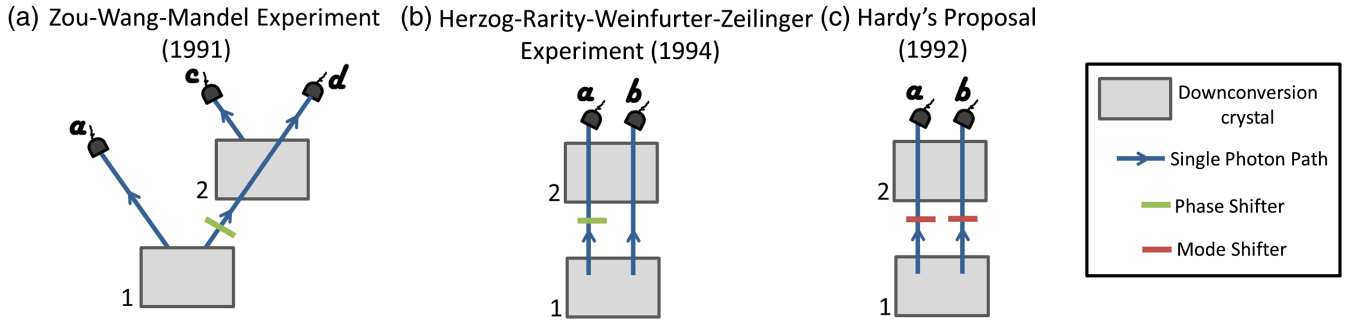 (a) Zou-Wang-Mandel Experiment
(1991)
c
d
a
2
1
(b) Herzog-Rarity-Weinfurter-Zeilinger
Experiment (1994)
a b
2
1
(c) Hardy's Proposal
(1992)
a b
2
1
Downconversion
crystal
Single Photon Path
Phase Shifter
Mode Shifter